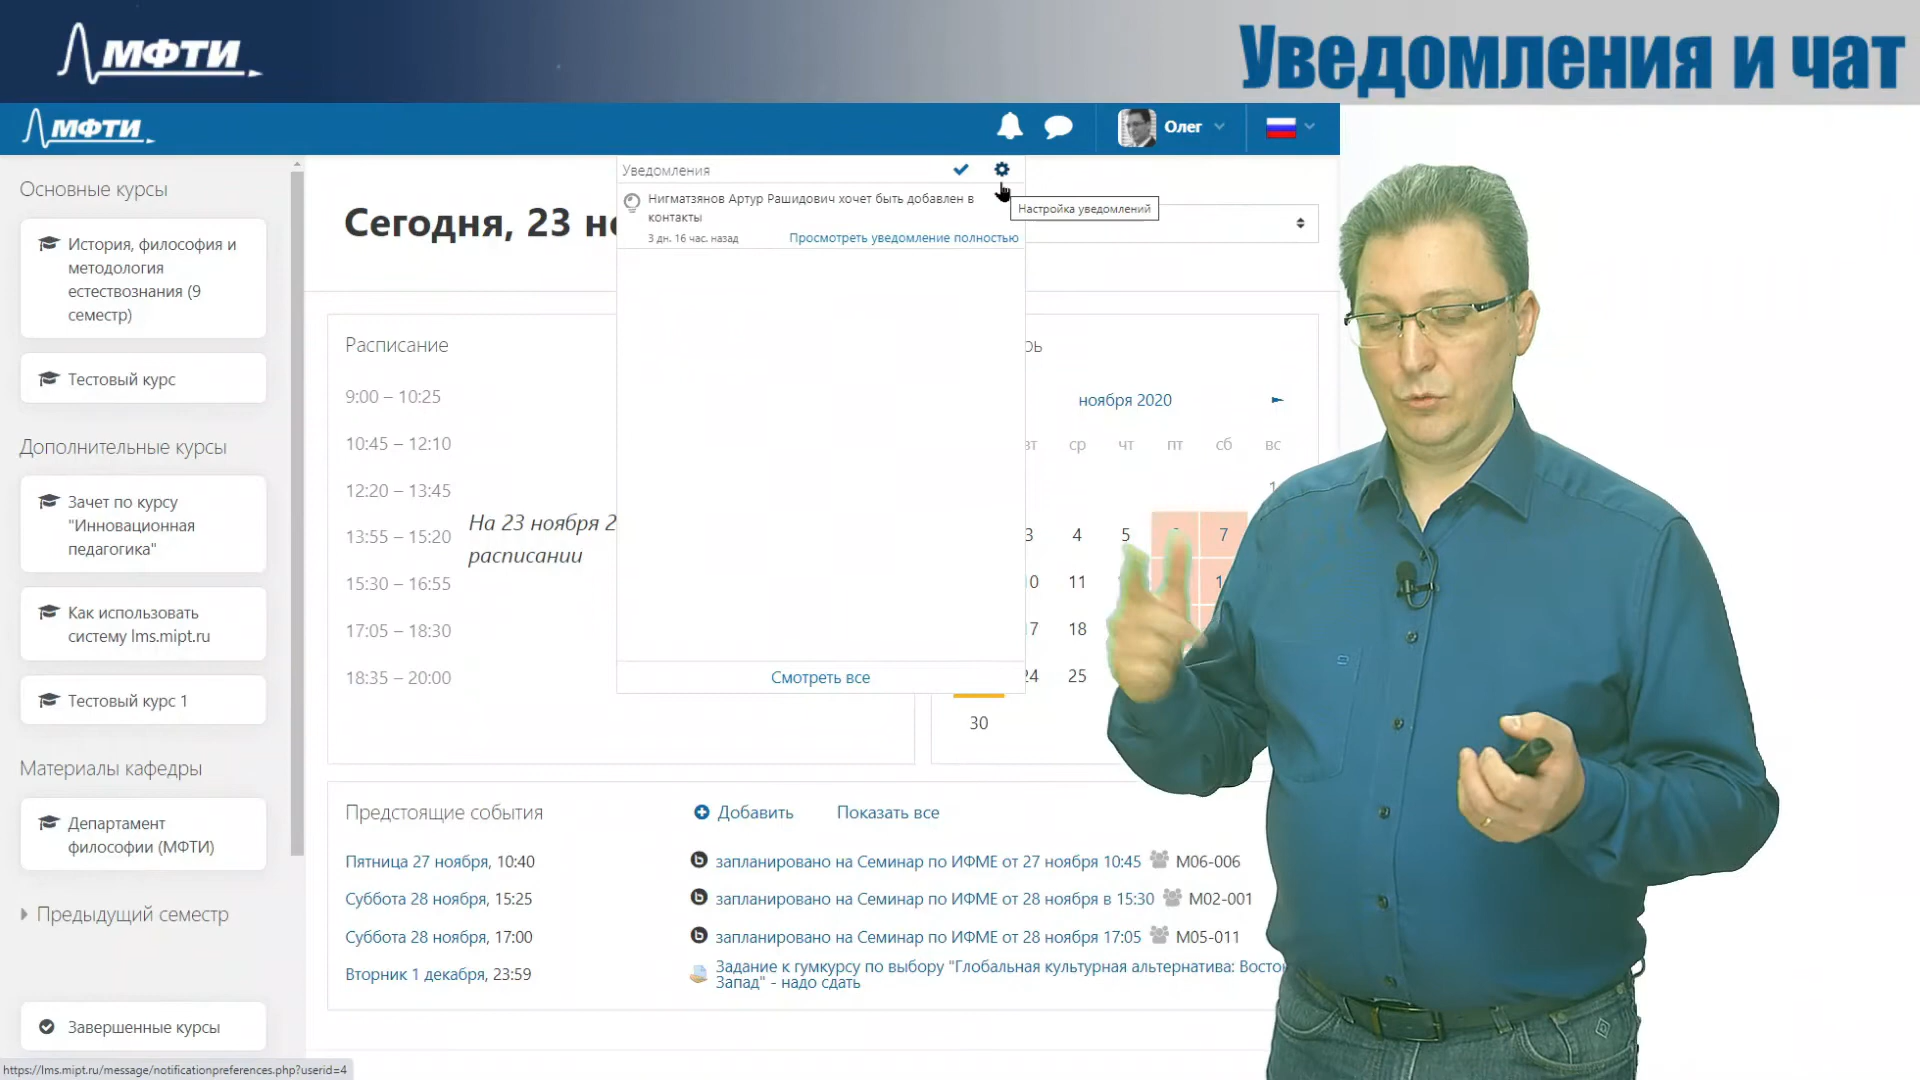 МФТИ
Уведомления и чат
МФТИ
Олег
Основные курсы
История, философия и
методология
естествознания (9
семестр)
Тестовый курс
Дополнительные курсы
Зачет по курсу
"Инновационная
педагогика"
Как использовать
систему lms.mipt.ru
Тестовый курс 1
Материалы кафедры
Департамент
философии (МФТИ)
Предыдущий семестр
Завершенные курсы
https://lms.mipt.ru/message/notificationpreferences.php?userid=4
Сегодня, 23
Уведомления
Нигматзянов Артур Рашидович хочет быть добавлен в
контакты
3 дн. 16 час. назад Просмотреть уведомление полностью
Настройка уведомлений
Смотреть все
Расписание
9:00 – 10:25
10:45 – 12:10
12:20 – 13:45
13:55 – 15:20
15:30 – 16:55
17:05 – 18:30
18:35 – 20:00
На 23 ноября
расписании
ноября 2020
ср чт пт сб вс
4 5 7
11
18
25
30
Предстоящие события
Добавить Показать все
Пятница 27 ноября, 10:40 запланировано на Семинар по ИФМЕ от 27 ноября 10:45 М06-006
Суббота 28 ноября, 15:25 запланировано на Семинар по ИФМЕ от 28 ноября в 15:30 М02-001
Суббота 28 ноября, 17:00 запланировано на Семинар по ИФМЕ от 28 ноября 17:05 М05-011
Вторник 1 декабря, 23:59 Задание к гумкурсу по выбору "Глобальная культурная альтернатива:
Запад" - надо сдать